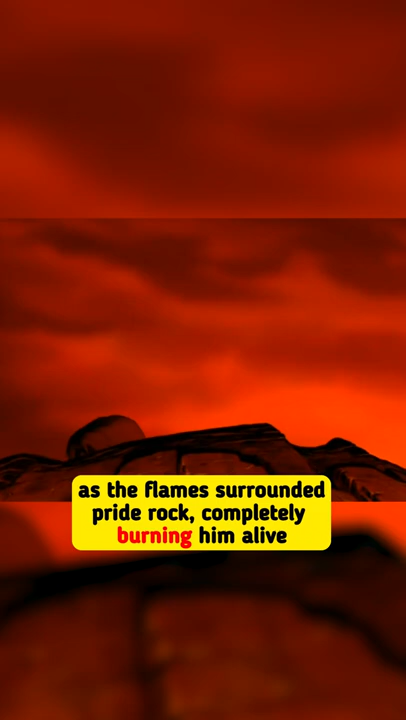 as the flames surrounded
pride rock, completely
burning him alive